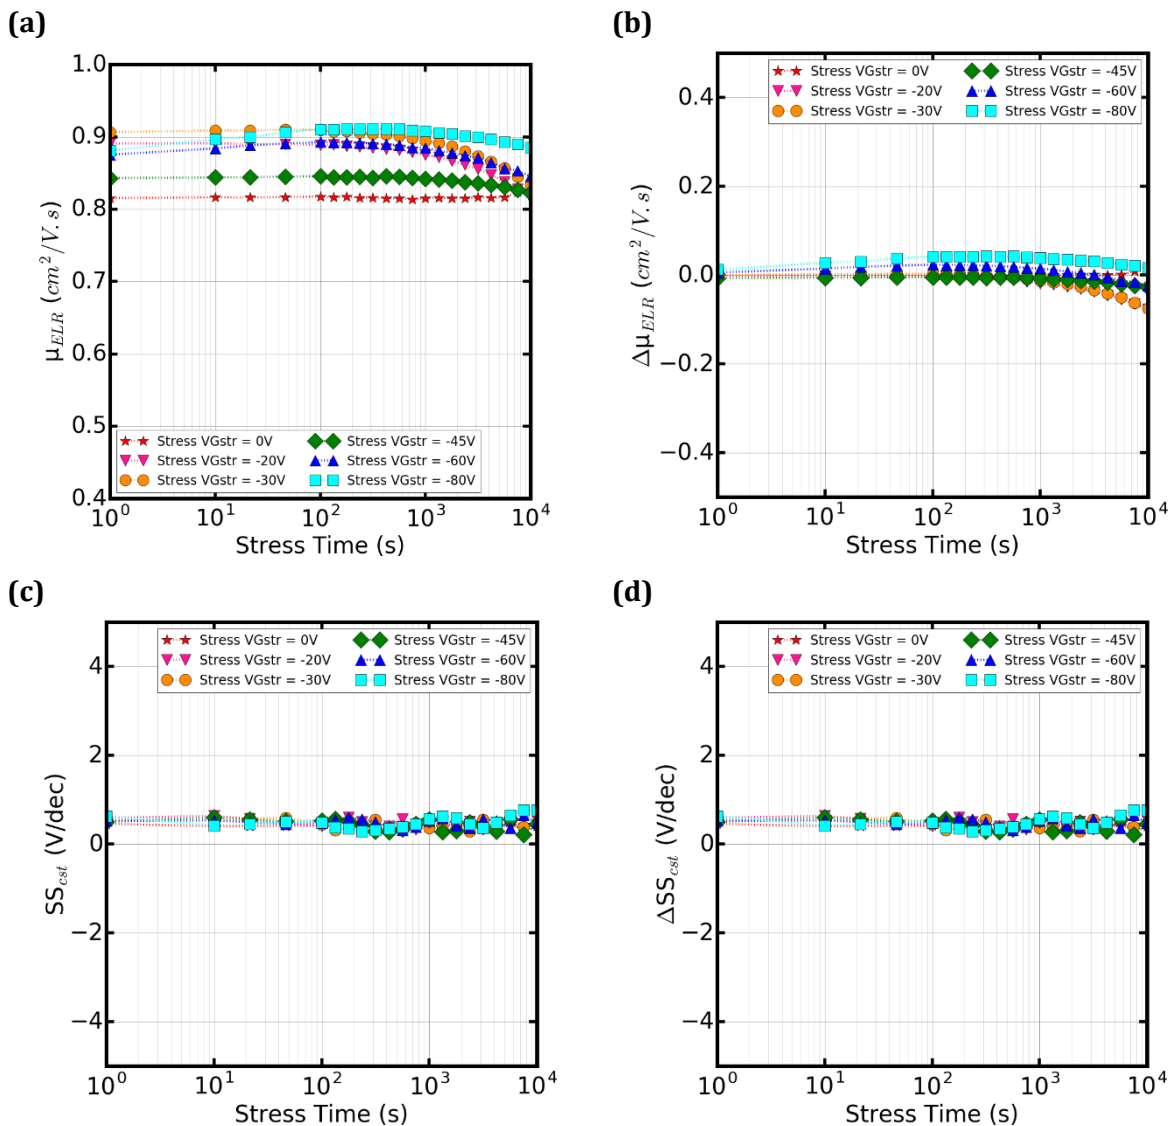 (a)
1.0
0.9
0.8
0.7
0.6
0.5
0.4
μ_ELR (cm²/V.s)
Stress VGstr = 0V
Stress VGstr = -20V
Stress VGstr = -30V
Stress VGstr = -45V
Stress VGstr = -60V
Stress VGstr = -80V
10⁰ 10¹ 10² 10³ 10⁴
Stress Time (s)
(b)
0.4
0.2
0.0
−0.2
−0.4
Δμ_ELR (cm²/V.s)
Stress VGstr = 0V
Stress VGstr = -20V
Stress VGstr = -30V
Stress VGstr = -45V
Stress VGstr = -60V
Stress VGstr = -80V
10⁰ 10¹ 10² 10³ 10⁴
Stress Time (s)
(c)
4
2
0
−2
−4
SS_cst (V/dec)
Stress VGstr = 0V
Stress VGstr = -20V
Stress VGstr = -30V
Stress VGstr = -45V
Stress VGstr = -60V
Stress VGstr = -80V
10⁰ 10¹ 10² 10³ 10⁴
Stress Time (s)
(d)
4
2
0
−2
−4
ΔSS_cst (V/dec)
Stress VGstr = 0V
Stress VGstr = -20V
Stress VGstr = -30V
Stress VGstr = -45V
Stress VGstr = -60V
Stress VGstr = -80V
10⁰ 10¹ 10² 10³ 10⁴
Stress Time (s)